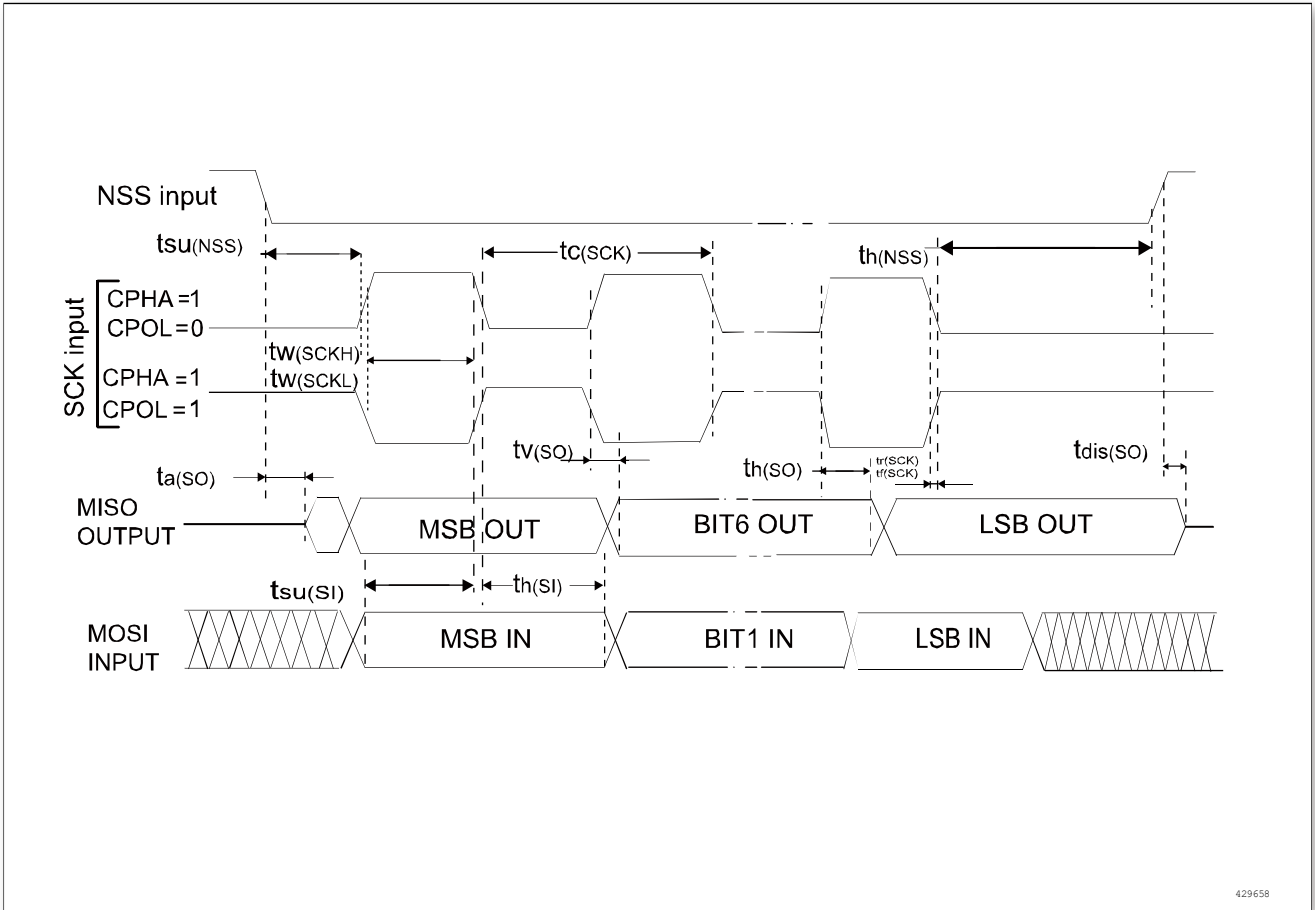 NSS input
tsu(NSS)
tc(SCK)
th(NSS)
SCK input
CPHA =1
CPOL=0
tw(SCKH)
CPHA =1
tw(SCKL)
CPOL = 1
tv(SO)
ta(SO)
th(SO)
tr(SCK)
tf(SCK)
tdis(SO)
MISO
OUTPUT
MSB OUT
BIT6 OUT
LSB OUT
tsu(SI)
th(SI)
MOSI
INPUT
MSB IN
BIT1 IN
LSB IN
429658